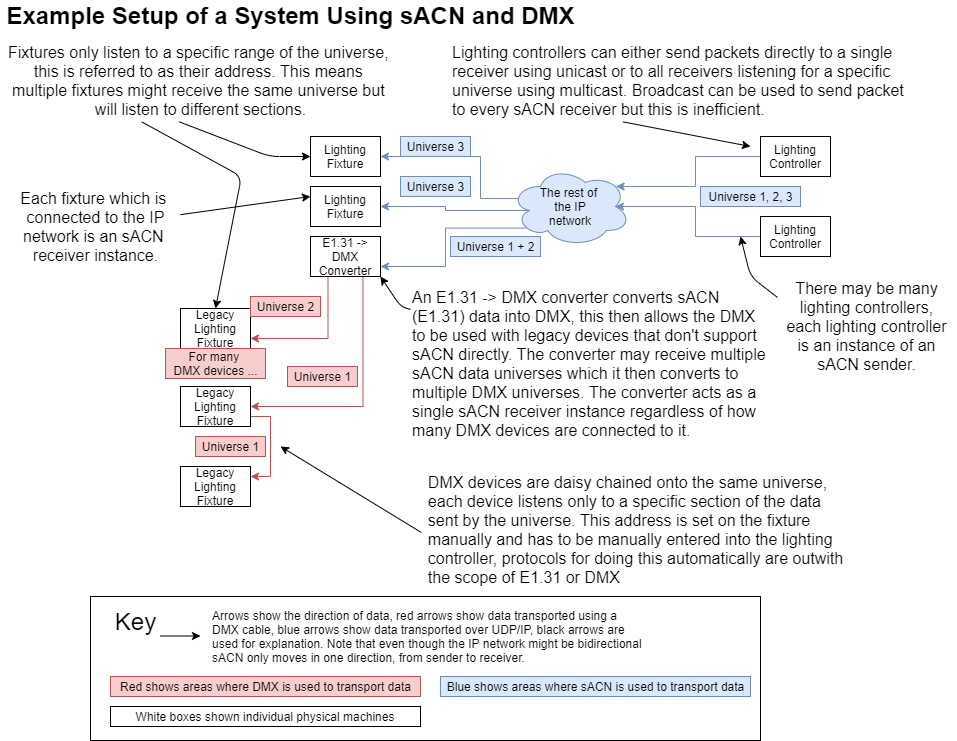 Example Setup of a System Using sACN and DMX
Fixtures only listen to a specific range of the universe,
this is referred to as their address. This means
multiple fixtures might receive the same universe but
will listen to different sections.
Lighting controllers can either send packets directly to a single
receiver using unicast or to all receivers listening for a specific
universe using multicast. Broadcast can be used to send packet
to every sACN receiver but this is inefficient.
Lighting
Fixture
Universe 3
Lighting
Controller
Lighting
Fixture
Universe 3
The rest of
the IP
network
Universe 1, 2, 3
Each fixture which is
connected to the IP
network is an sACN
receiver instance.
E1.31 ->
DMX
Converter
Universe 1 + 2
Lighting
Controller
There may be many
lighting controllers,
each lighting controller
is an instance of an
sACN sender.
An E1.31 -> DMX converter converts sACN
(E1.31) data into DMX, this then allows the DMX
to be used with legacy devices that don't support
sACN directly. The converter may receive multiple
sACN data universes which it then converts to
multiple DMX universes. The converter acts as a
single sACN receiver instance regardless of how
many DMX devices are connected to it.
Universe 2
Legacy
Lighting
Fixture
For many
DMX devices ...
Universe 1
Legacy
Lighting
Fixture
Universe 1
Legacy
Lighting
Fixture
DMX devices are daisy chained onto the same universe,
each device listens only to a specific section of the data
sent by the universe. This address is set on the fixture
manually and has to be manually entered into the lighting
controller, protocols for doing this automatically are outwith
the scope of E1.31 or DMX
Key
Arrows show the direction of data, red arrows show data transported using a
DMX cable, blue arrows show data transported over UDP/IP, black arrows are
used for explanation. Note that even though the IP network might be bidirectional
sACN only moves in one direction, from sender to receiver.
Red shows areas where DMX is used to transport data
Blue shows areas where sACN is used to transport data
White boxes shown individual physical machines